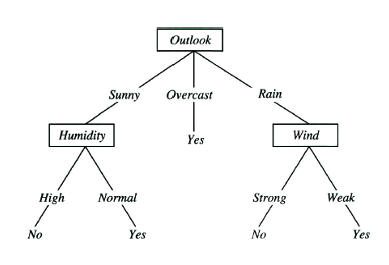 Outlook
Sunny Overcast Rain
Humidity Yes Wind
High Normal Strong Weak
No Yes No Yes